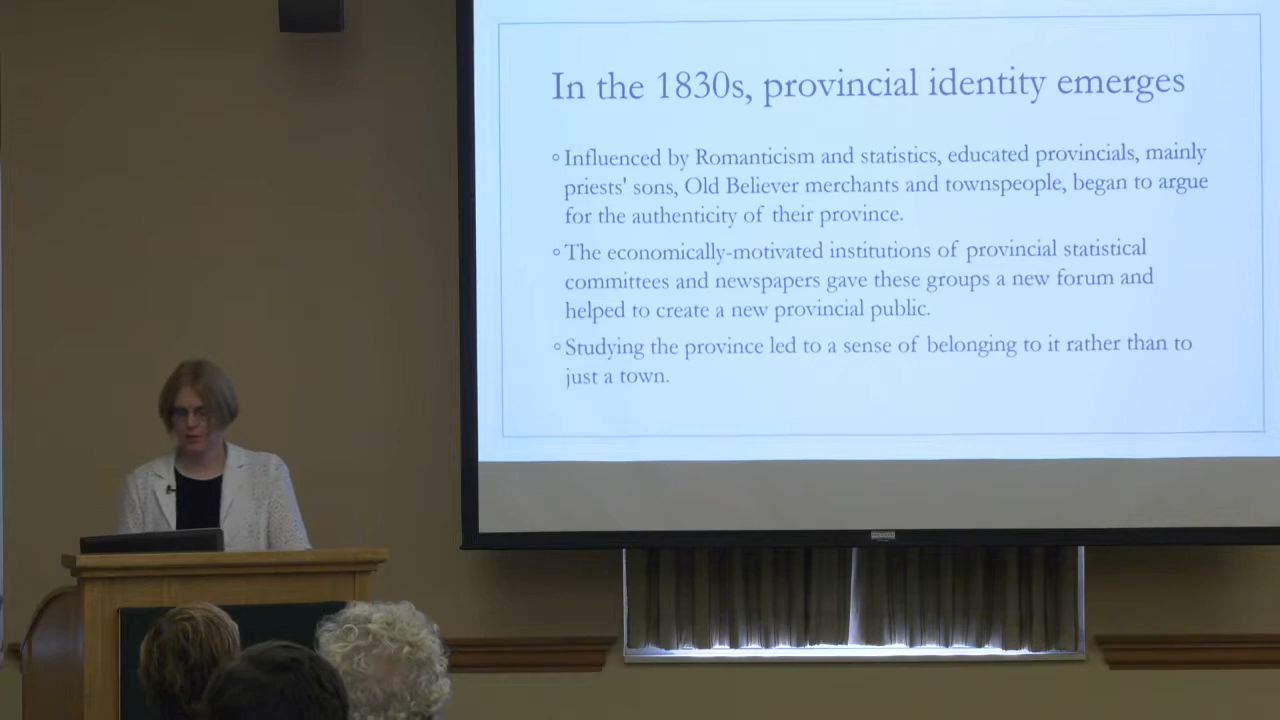 In the 1830s, provincial identity emerges
◦ Influenced by Romanticism and statistics, educated provincials, mainly
priests' sons, Old Believer merchants and townspeople, began to argue
for the authenticity of their province.
◦ The economically-motivated institutions of provincial statistical
committees and newspapers gave these groups a new forum and
helped to create a new provincial public.
◦ Studying the province led to a sense of belonging to it rather than to
just a town.